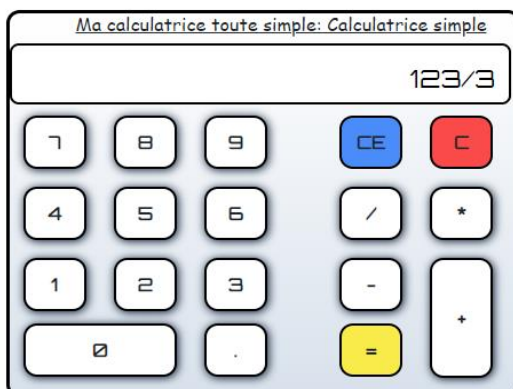 Ma calculatrice toute simple: Calculatrice simple
123/3
7 8 9 CE C
4 5 6 / *
1 2 3 -
+
0 . =